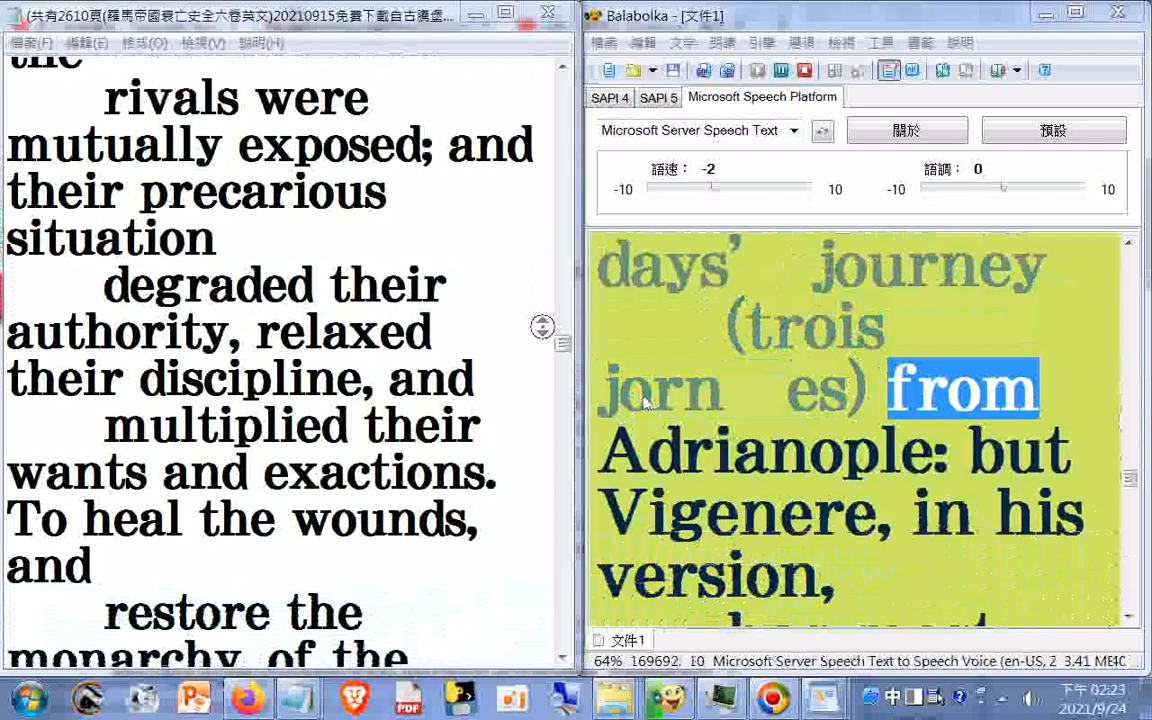 (共有2610頁(羅馬帝國衰亡史全六卷英文)20210915免費下載自古騰堡...
檔案(F) 編輯(E) 格式(O) 檢視(V) 說明(H)
the
rivals were
mutually exposed; and
their precarious
situation
degraded their
authority, relaxed
their discipline, and
multiplied their
wants and exactions.
To heal the wounds,
and
restore the
monarchy, of the
Balabolka - [文件1]
檔案 編輯 文字 朗讀 引擎 選項 檢視 工具 書籤 說明
SAPI 4 SAPI 5 Microsoft Speech Platform
Microsoft Server Speech Text 關於 預設
語速： -2 語調： 0
-10 10 -10 10
days’ journey
(trois
jorn es) from
Adrianople: but
Vigenere, in his
version,
文件1
64% 169692. Microsoft Server Speech Text to Speech Voice (en-US, 3.41
中 下午 02:23
2021/9/24